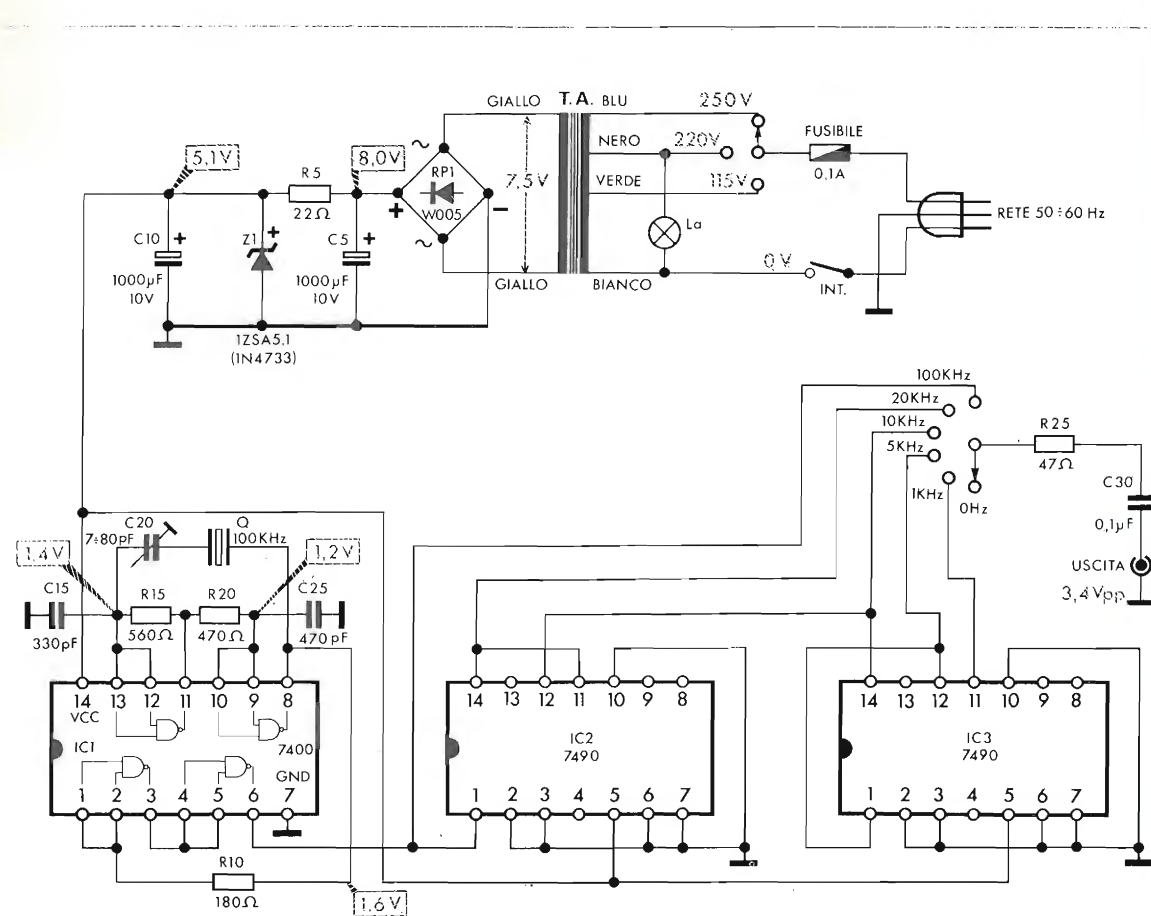 GIALLO T.A. BLU 250V
NERO 220V FUSIBILE
5,1V 8,0V
R5 RP1 7,5V VERDE 115V 0,1A
22Ω + W005 −
RETE 50÷60 Hz
C10 + Z1 + C5 + La
1000µF 10V
1000µF 10V
0V
GIALLO BIANCO INT.
1ZSA5,1
(1N4733)
100KHz
20KHz
10KHz R25
5KHz 47Ω
1KHz 0Hz C30
0,1µF
C20 Q
7÷80pF 100KHz
1,4V 1,2V
USCITA
3,4Vpp
C15 R15 R20 C25
330pF 560Ω 470Ω 470pF
14 13 12 11 10 9 8
VCC
IC1 7400
GND
1 2 3 4 5 6 7
14 13 12 11 10 9 8
IC2
7490
1 2 3 4 5 6 7
14 13 12 11 10 9 8
IC3
7490
1 2 3 4 5 6 7
R10
180Ω
1,6V